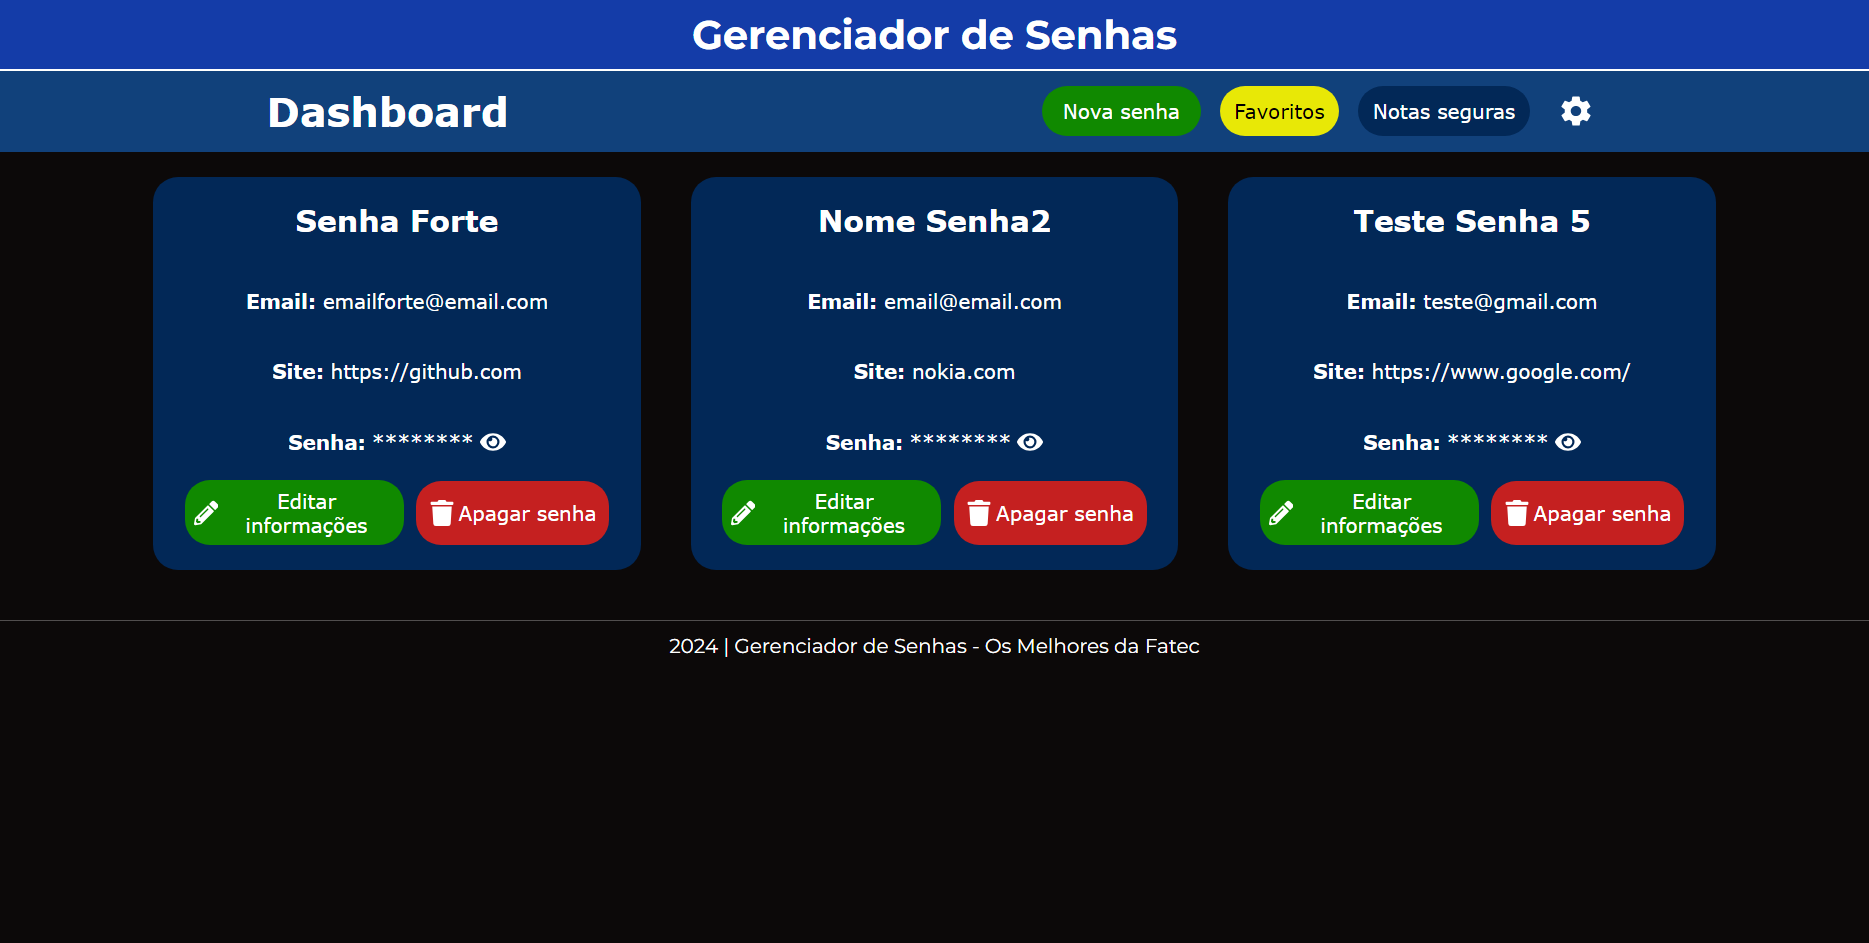 Gerenciador de Senhas
Dashboard
Nova senha
Favoritos
Notas seguras
Senha Forte
Email: emailforte@email.com
Site: https://github.com
Senha: ********
Editar
informações
Apagar senha
Nome Senha2
Email: email@email.com
Site: nokia.com
Senha: ********
Editar
informações
Apagar senha
Teste Senha 5
Email: teste@gmail.com
Site: https://www.google.com/
Senha: ********
Editar
informações
Apagar senha
2024 | Gerenciador de Senhas - Os Melhores da Fatec